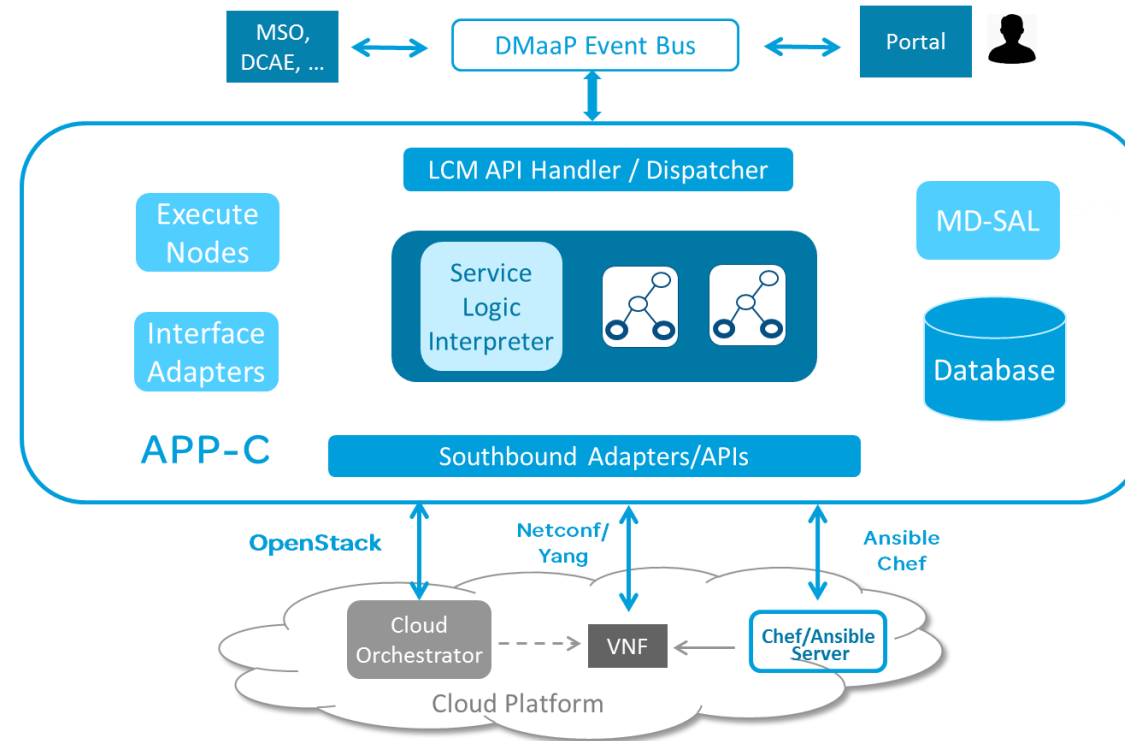 MSO,
DCAE, ...
DMaaP Event Bus
Portal
LCM API Handler / Dispatcher
Execute
Nodes
Service
Logic
Interpreter
MD-SAL
Interface
Adapters
Database
APP-C
Southbound Adapters/APIs
OpenStack
Netconf/
Yang
Ansible
Chef
Cloud
Orchestrator
VNF
Chef/Ansible
Server
Cloud Platform